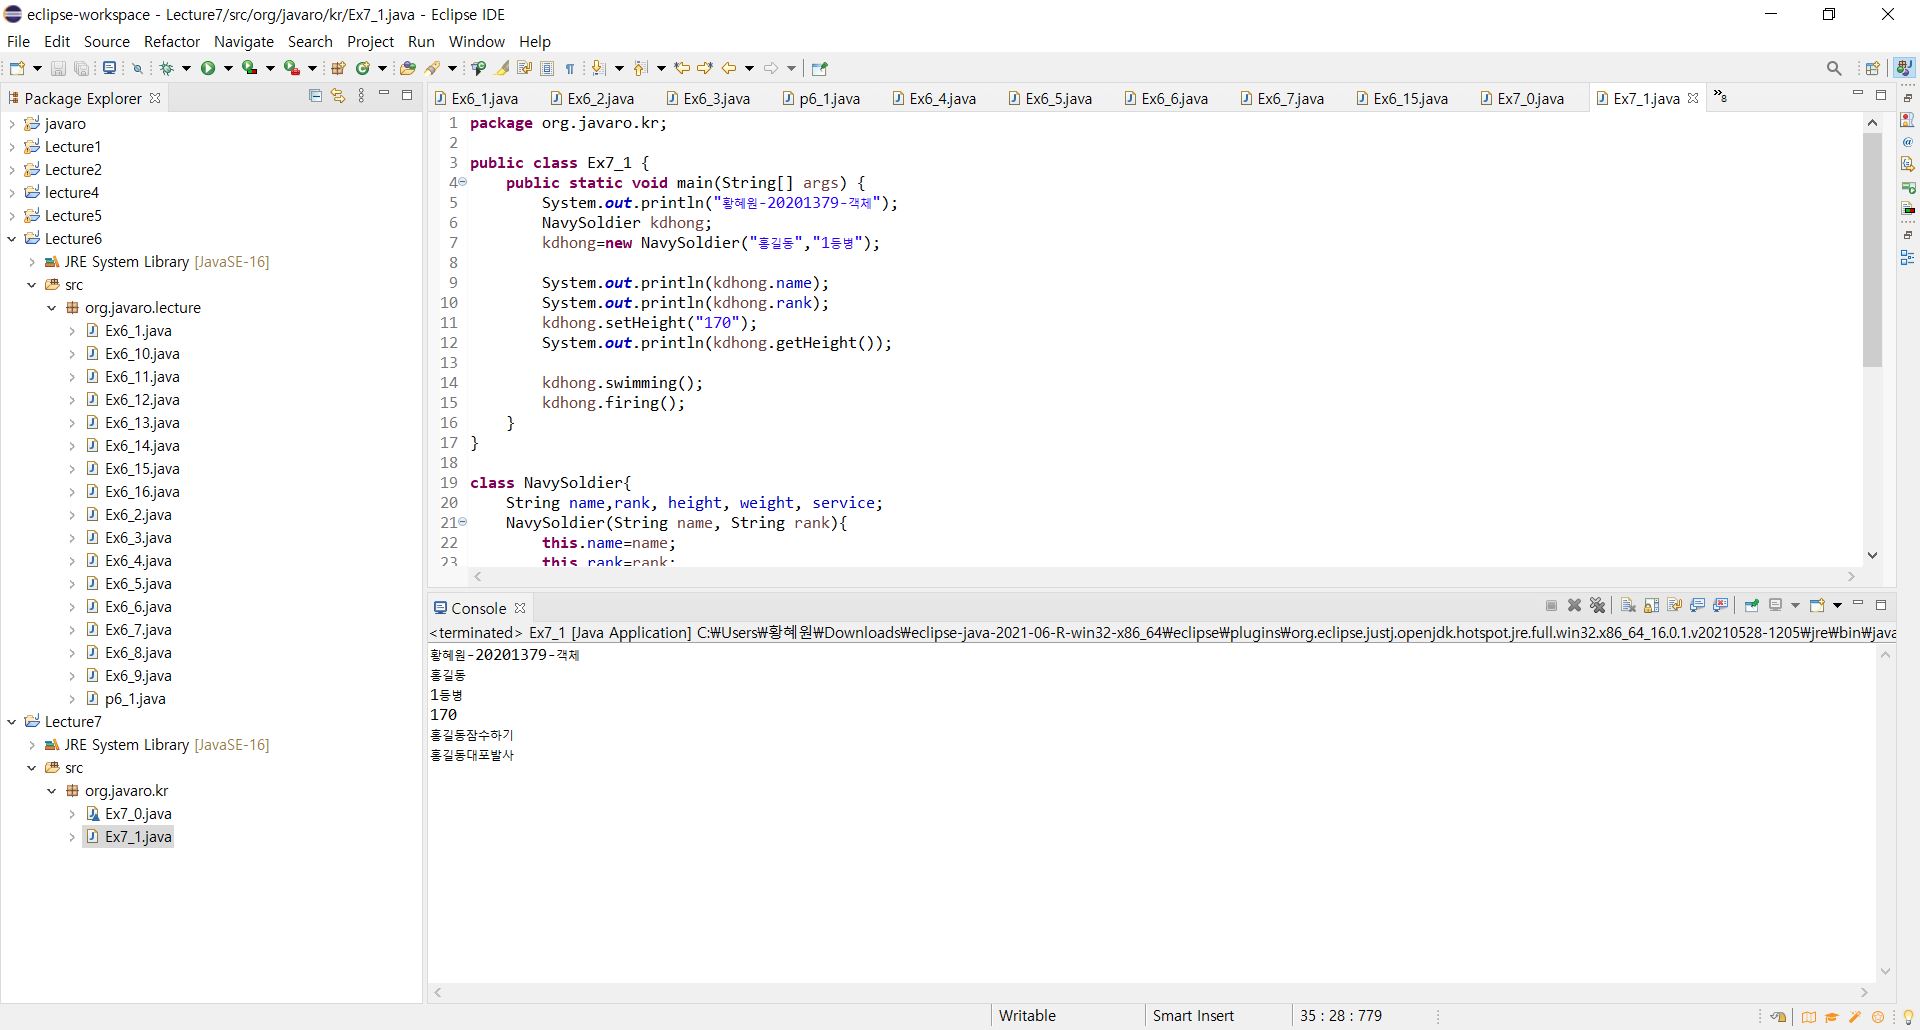 eclipse-workspace - Lecture7/src/org/javaro/kr/Ex7_1.java - Eclipse IDE
File Edit Source Refactor Navigate Search Project Run Window Help
Package Explorer
javaro
Lecture1
Lecture2
lecture4
Lecture5
Lecture6
JRE System Library [JavaSE-16]
src
org.javaro.lecture
Ex6_1.java
Ex6_10.java
Ex6_11.java
Ex6_12.java
Ex6_13.java
Ex6_14.java
Ex6_15.java
Ex6_16.java
Ex6_2.java
Ex6_3.java
Ex6_4.java
Ex6_5.java
Ex6_6.java
Ex6_7.java
Ex6_8.java
Ex6_9.java
p6_1.java
Lecture7
JRE System Library [JavaSE-16]
src
org.javaro.kr
Ex7_0.java
Ex7_1.java
Ex6_1.java Ex6_2.java Ex6_3.java p6_1.java Ex6_4.java Ex6_5.java Ex6_6.java Ex6_7.java Ex6_15.java Ex7_0.java Ex7_1.java »8
1 package org.javaro.kr;
2
3 public class Ex7_1 {
4 public static void main(String[] args) {
5 System.out.println("황혜원-20201379-객체");
6 NavySoldier kdhong;
7 kdhong=new NavySoldier("홍길동","1등병");
8
9 System.out.println(kdhong.name);
10 System.out.println(kdhong.rank);
11 kdhong.setHeight("170");
12 System.out.println(kdhong.getHeight());
13
14 kdhong.swimming();
15 kdhong.firing();
16 }
17 }
18
19 class NavySoldier{
20 String name,rank, height, weight, service;
21 NavySoldier(String name, String rank){
22 this.name=name;
23 this.rank=rank;
Console
<terminated> Ex7_1 [Java Application] C:₩Users₩황혜원₩Downloads₩eclipse-java-2021-06-R-win32-x86_64₩eclipse₩plugins₩org.eclipse.justj.openjdk.hotspot.jre.full.win32.x86_64_16.0.1.v20210528-1205₩jre₩bin₩java
황혜원-20201379-객체
홍길동
1등병
170
홍길동잠수하기
홍길동대포발사
Writable Smart Insert 35 : 28 : 779